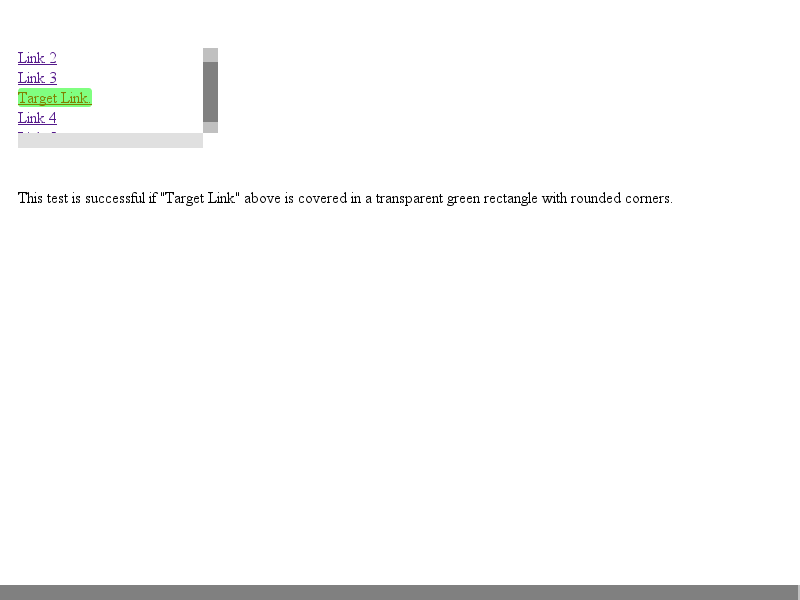 Link 2
Link 3
Target Link
Link 4
This test is successful if "Target Link" above is covered in a transparent green rectangle with rounded corners.